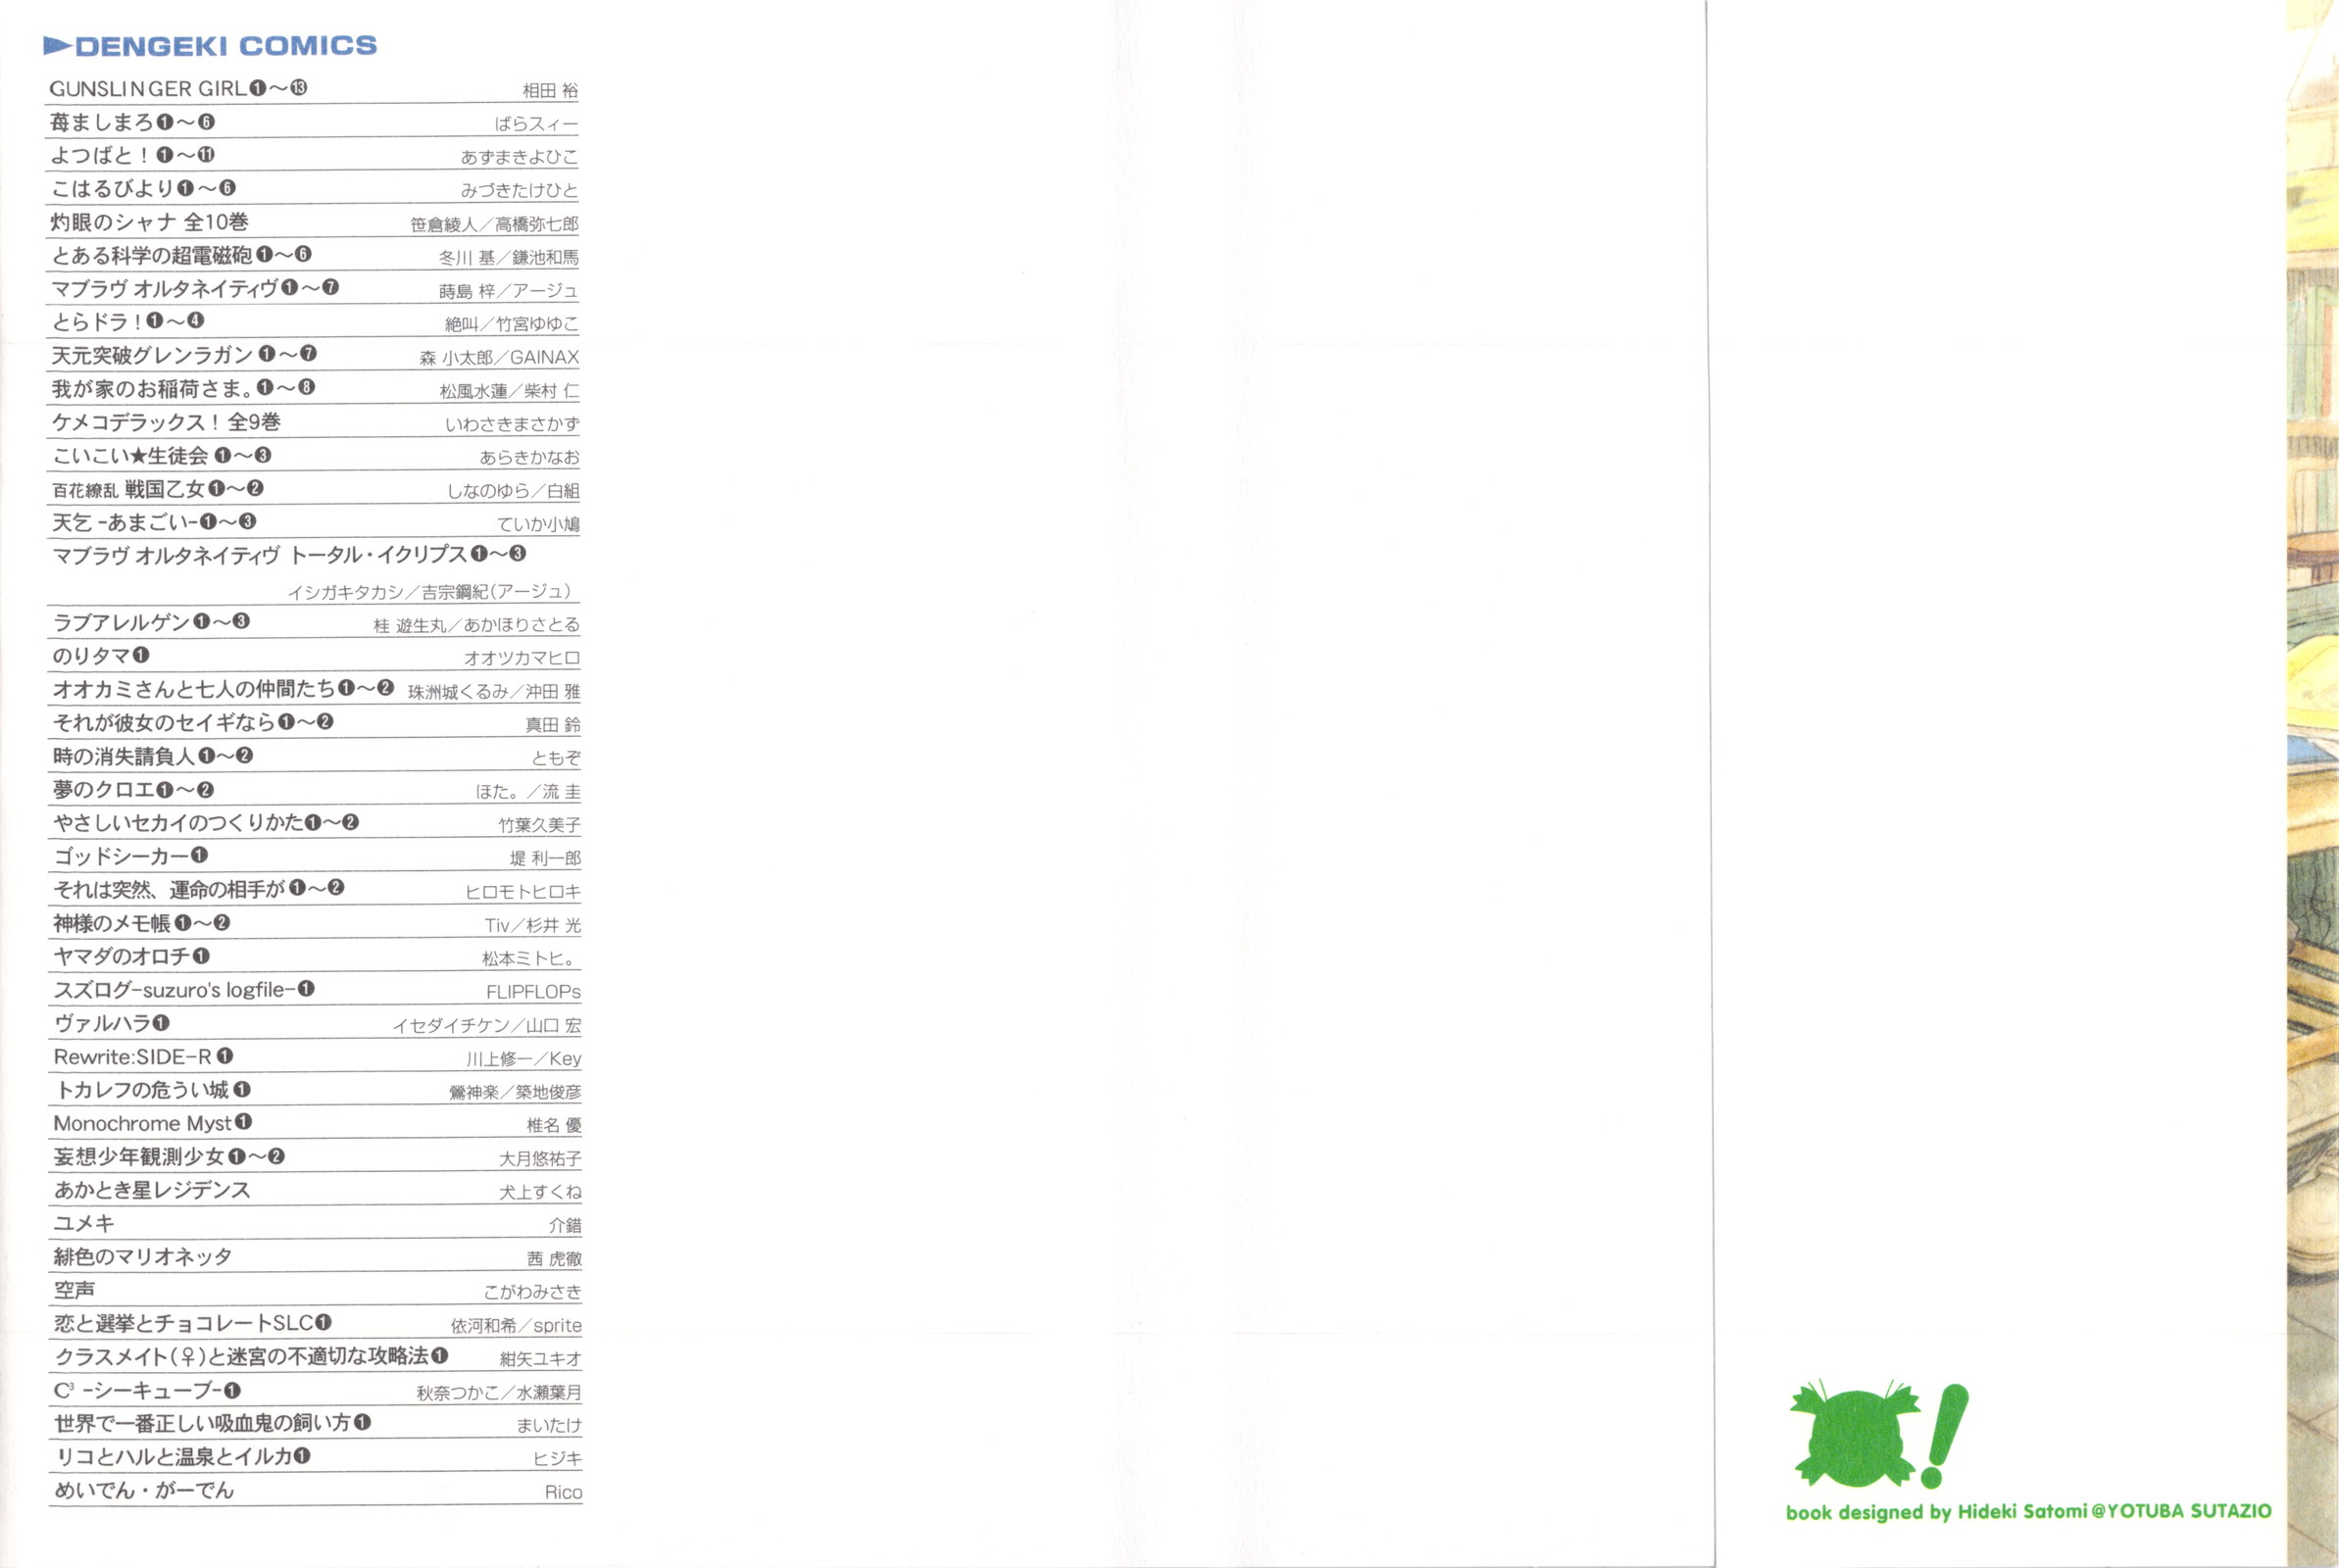 ▶DENGEKI COMICS
GUNSLINGER GIRL❶～⓭ 相田 裕
苺ましまろ❶～❻ ばらスィー
よつばと！❶～⓫ あずまきよひこ
こはるびより❶～❻ みづきたけひと
灼眼のシャナ 全10巻 笹倉綾人／高橋弥七郎
とある科学の超電磁砲❶～❻ 冬川 基／鎌池和馬
マブラヴ オルタネイティヴ❶～❼ 蒔島 梓／アージュ
とらドラ！❶～❹ 絶叫／竹宮ゆゆこ
天元突破グレンラガン❶～❼ 森 小太郎／GAINAX
我が家のお稲荷さま。❶～❽ 松風水蓮／柴村 仁
ケメコデラックス！ 全9巻 いわさきまさかず
こいこい★生徒会 ❶～❸ あらきかなお
百花繚乱 戦国乙女❶～❷ しなのゆら／白組
天乞 -あまごい-❶～❸ ていか小鳩
マブラヴ オルタネイティヴ トータル・イクリプス❶～❸
イシガキタカシ／吉宗鋼紀（アージュ）
ラブアレルゲン❶～❸ 桂 遊生丸／あかほりさとる
のりタマ❶ オオツカマヒロ
オオカミさんと七人の仲間たち❶～❷ 珠洲城くるみ／沖田 雅
それが彼女のセイギなら❶～❷ 真田 鈴
時の消失請負人❶～❷ ともぞ
夢のクロエ❶～❷ ほた。／流 圭
やさしいセカイのつくりかた❶～❷ 竹葉久美子
ゴッドシーカー❶ 堤 利一郎
それは突然、運命の相手が❶～❷ ヒロモトヒロキ
神様のメモ帳❶～❷ Tiv／杉井 光
ヤマダのオロチ❶ 松本ミトヒ。
スズログ-suzuro's logfile-❶ FLIPFLOPs
ヴァルハラ❶ イセダイチケン／山口 宏
Rewrite:SIDE-R❶ 川上修一／Key
トカレフの危うい城❶ 鶯神楽／築地俊彦
Monochrome Myst❶ 椎名 優
妄想少年観測少女❶～❷ 大月悠祐子
あかとき星レジデンス 犬上すくね
ユメキ 介錯
緋色のマリオネッタ 茜 虎徹
空声 こがわみさき
恋と選挙とチョコレートSLC❶ 依河和希／sprite
クラスメイト（♀）と迷宮の不適切な攻略法❶ 紺矢ユキオ
C³ -シーキューブ-❶ 秋奈つかこ／水瀬葉月
世界で一番正しい吸血鬼の飼い方❶ まいたけ
リコとハルと温泉とイルカ❶ ヒジキ
めいでん・がーでん Rico
book designed by Hideki Satomi@YOTUBA SUTAZIO